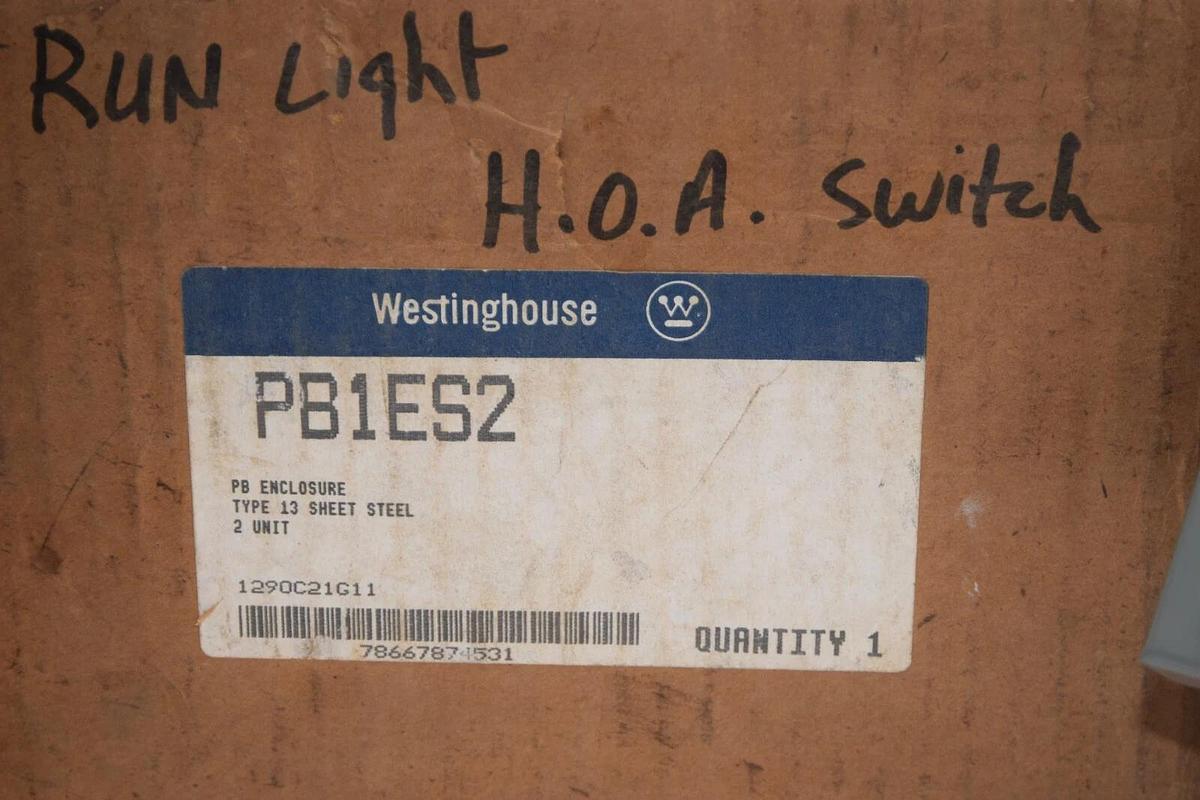 RUN Light
H.O.A. Switch
Westinghouse
PB1ES2
PB ENCLOSURE
TYPE 13 SHEET STEEL
2 UNIT
1290C21G11
78667874531
QUANTITY 1